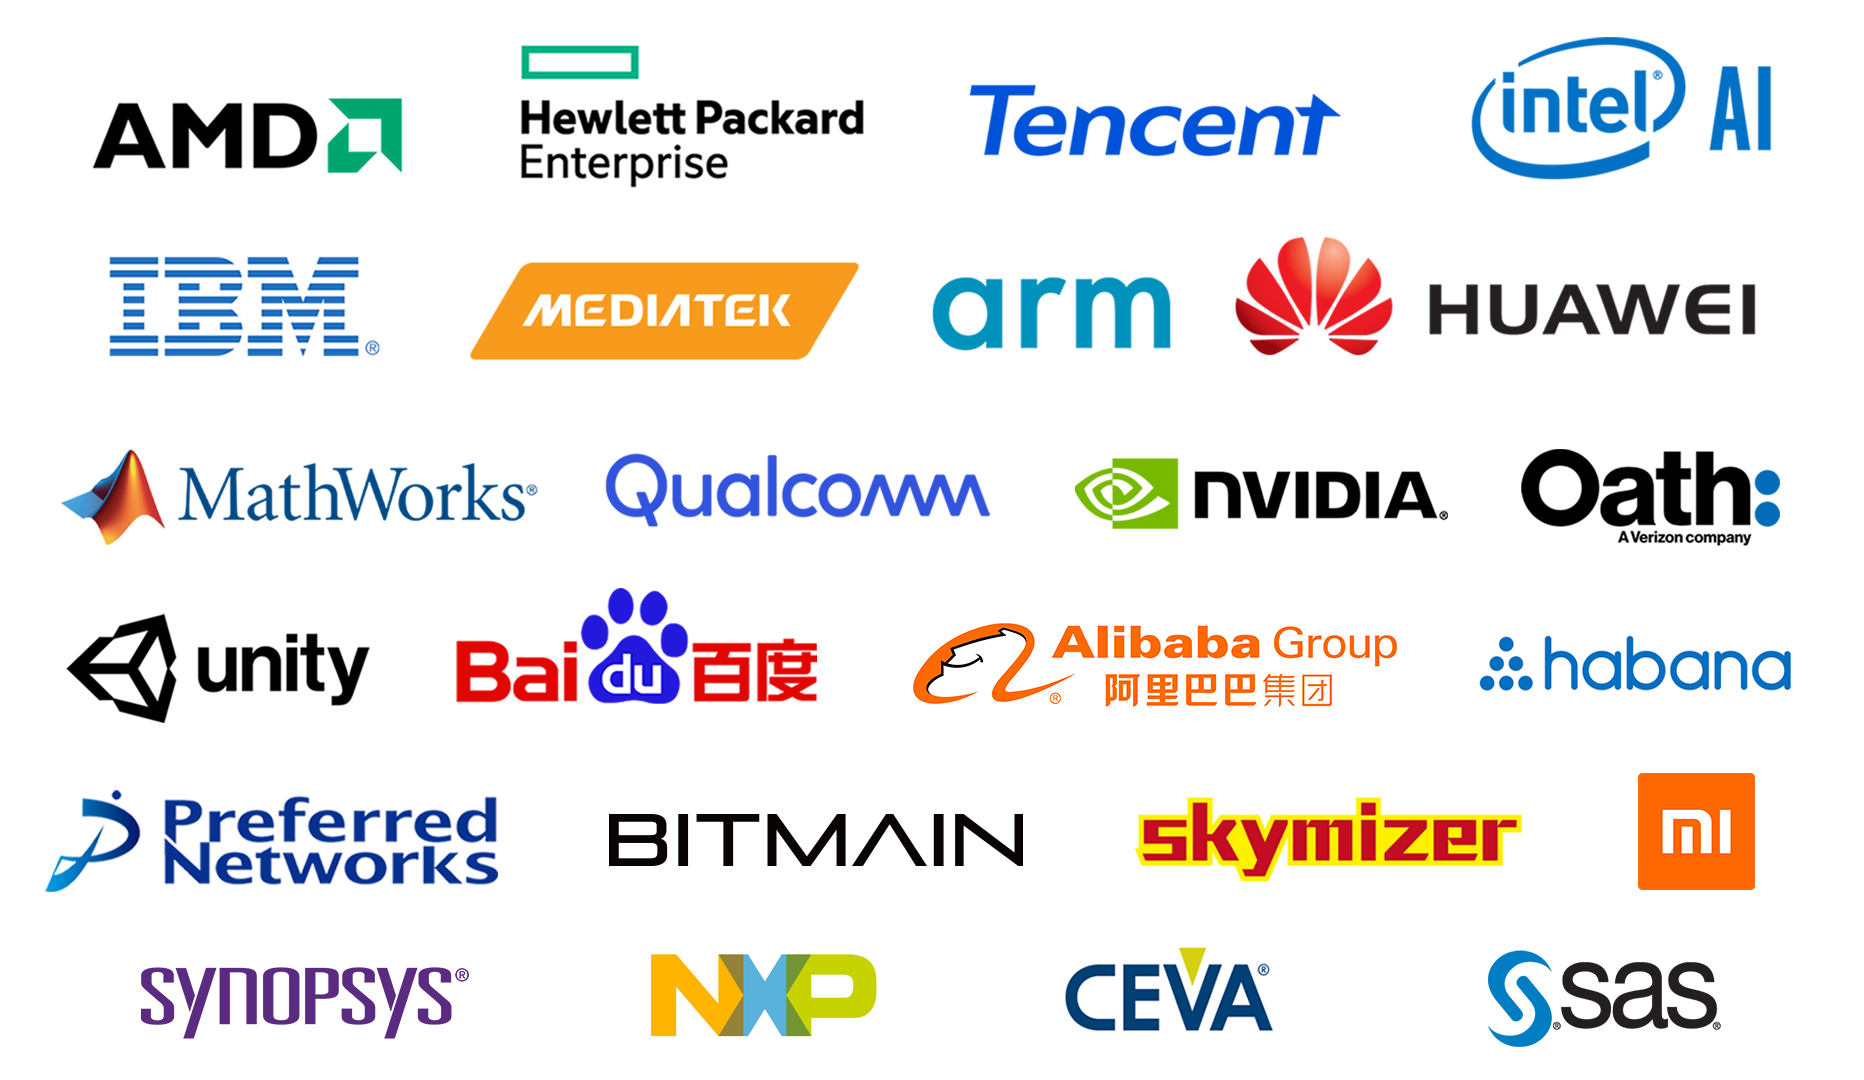 AMD
Hewlett Packard
Enterprise
Tencent
intel® AI
IBM®
MEDIATEK
arm
HUAWEI
MathWorks®
Qualcomm
NVIDIA®
Oath:
A Verizon company
unity
Baidu百度
Alibaba Group
®阿里巴巴集团
habana
Preferred
Networks
BITMAIN
skymizer
mi
SYNOPSYS®
NXP
CEVA®
®sas®